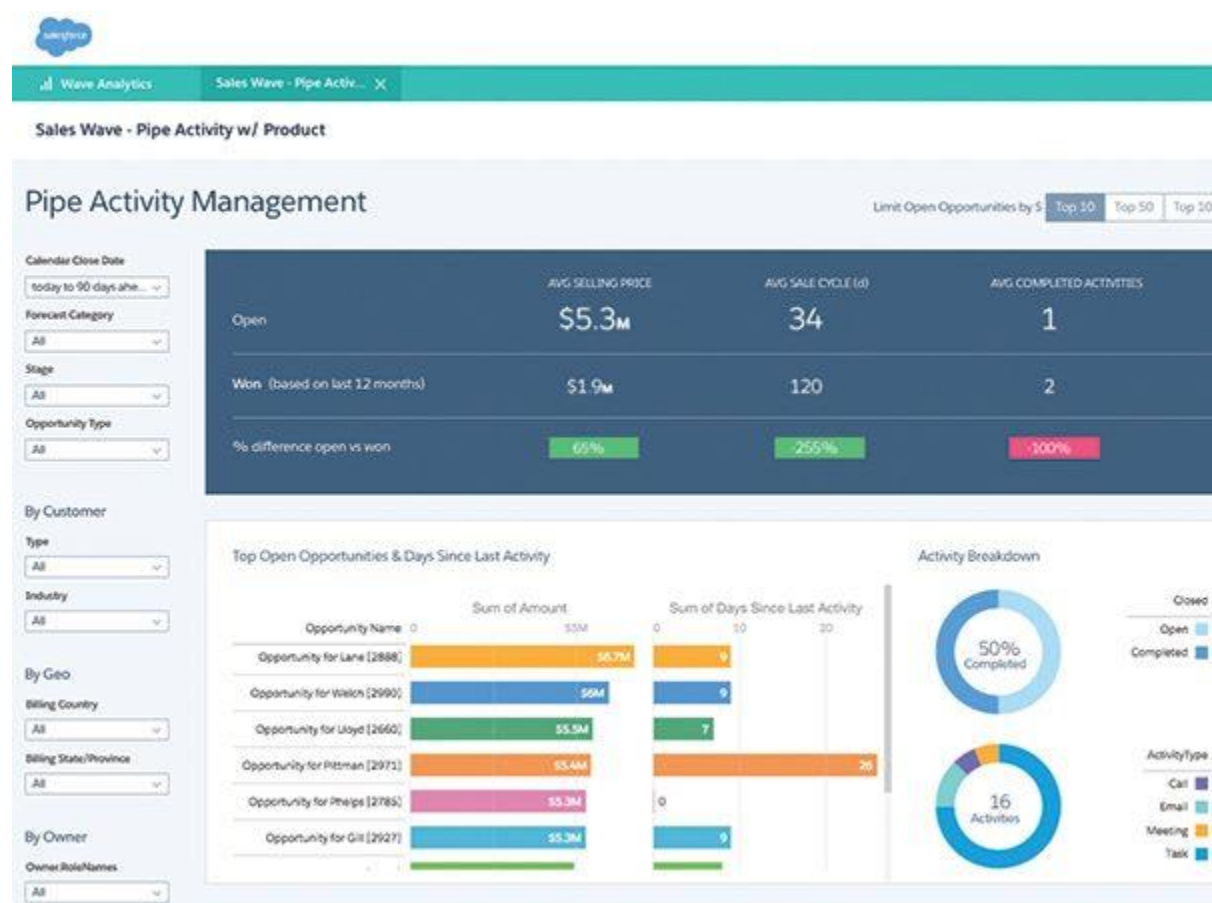 salesforce
Wave Analytics
Sales Wave - Pipe Activ...
Sales Wave - Pipe Activity w/ Product
Pipe Activity Management
Limit Open Opportunities by $ Top 10 Top 50 Top 10
Calendar Close Date
today to 90 days ahe...
Forecast Category
All
Stage
All
Opportunity Type
All
By Customer
Type
All
Industry
All
By Geo
Billing Country
All
Billing State/Province
All
By Owner
Owner.RoleNames
All
AVG SELLING PRICE AVG SALE CYCLE (d) AVG COMPLETED ACTIVITIES
Open $5.3M 34 1
Won (based on last 12 months) $1.9M 120 2
% difference open vs won 65% -255% -100%
Top Open Opportunities & Days Since Last Activity
Sum of Amount Sum of Days Since Last Activity
Opportunity Name 0 $5M 0 10 20
Opportunity for Lane [2888] $6.7M 9
Opportunity for Welch [2990] $6M 9
Opportunity for Lloyd [2660] $5.5M 7
Opportunity for Pittman [2971] $5.4M 26
Opportunity for Phelps [2785] $5.3M 0
Opportunity for Gill [2927] $5.3M 9
Activity Breakdown
50%
Completed
Closed
Open
Completed
16
Activities
ActivityType
Call
Email
Meeting
Task